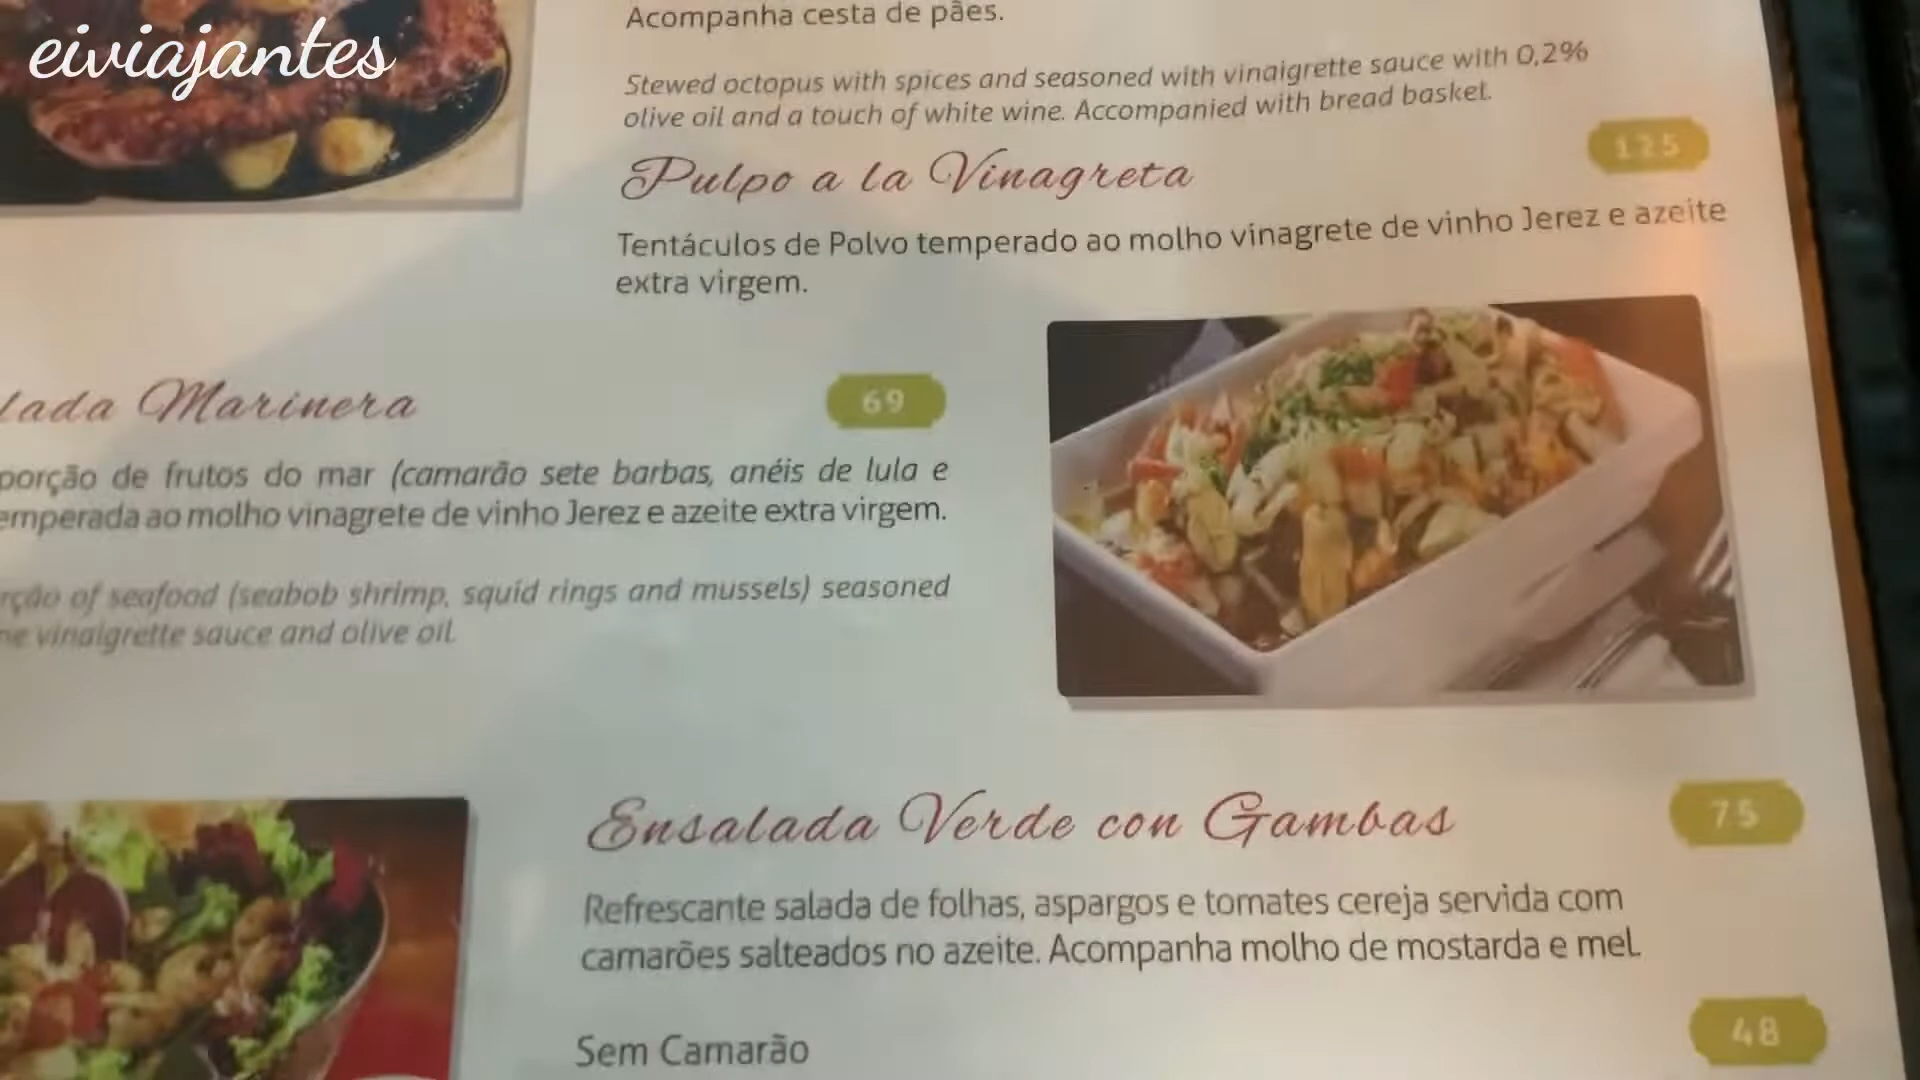 eiviajantes
Acompanha cesta de pães.
Stewed octopus with spices and seasoned with vinaigrette sauce with 0,2%
olive oil and a touch of white wine. Accompanied with bread basket.
Pulpo a la Vinagreta 125
Tentáculos de Polvo temperado ao molho vinagrete de vinho Jerez e azeite
extra virgem.
lada Marinera 69
porção de frutos do mar (camarão sete barbas, anéis de lula e
emperada ao molho vinagrete de vinho Jerez e azeite extra virgem.
rção of seafood (seabob shrimp, squid rings and mussels) seasoned
ne vinaigrette sauce and olive oil.
Ensalada Verde con Gambas 75
Refrescante salada de folhas, aspargos e tomates cereja servida com
camarões salteados no azeite. Acompanha molho de mostarda e mel.
Sem Camarão 48